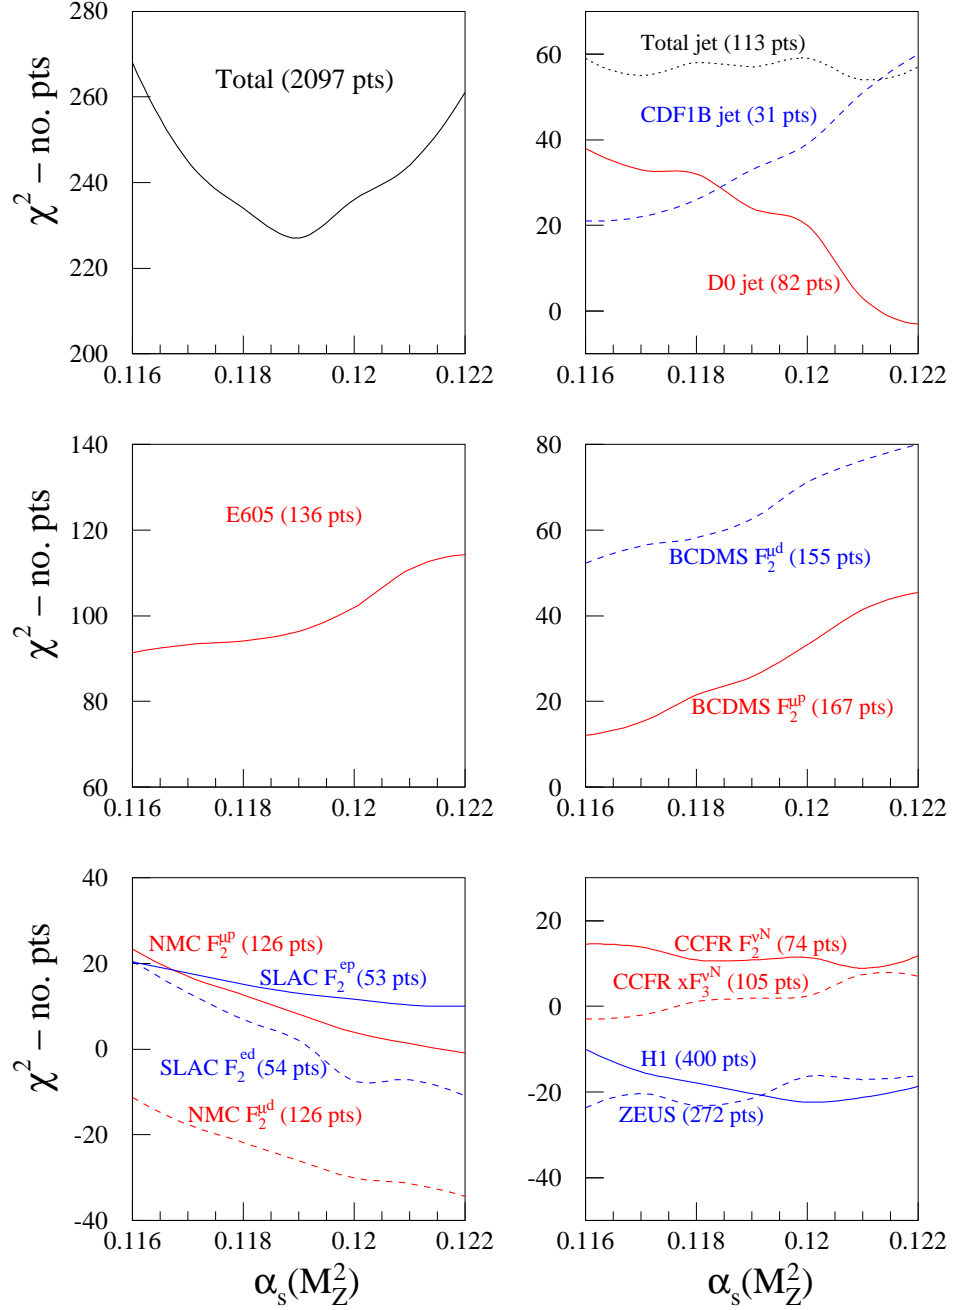 χ² – no. pts
280
260
240
220
200
Total (2097 pts)
0.116 0.118 0.12 0.122
60
40
20
0
Total jet (113 pts)
CDF1B jet (31 pts)
D0 jet (82 pts)
0.116 0.118 0.12 0.122
χ² – no. pts
140
120
100
80
60
E605 (136 pts)
0.116 0.118 0.12 0.122
80
60
40
20
0
BCDMS F₂^μd (155 pts)
BCDMS F₂^μp (167 pts)
0.116 0.118 0.12 0.122
χ² – no. pts
40
20
0
-20
-40
NMC F₂^μp (126 pts)
SLAC F₂^ep (53 pts)
SLAC F₂^ed (54 pts)
NMC F₂^μd (126 pts)
0.116 0.118 0.12 0.122
α_s(M_Z²)
20
0
-20
-40
CCFR F₂^νN (74 pts)
CCFR xF₃^νN (105 pts)
H1 (400 pts)
ZEUS (272 pts)
0.116 0.118 0.12 0.122
α_s(M_Z²)